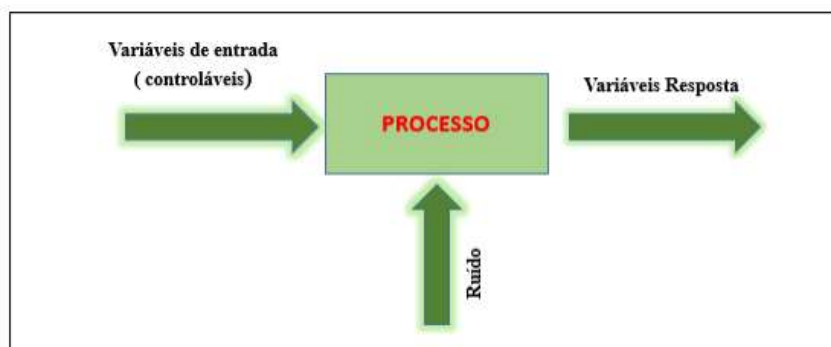 Variáveis de entrada
( controláveis)
PROCESSO
Variáveis Resposta
Ruído